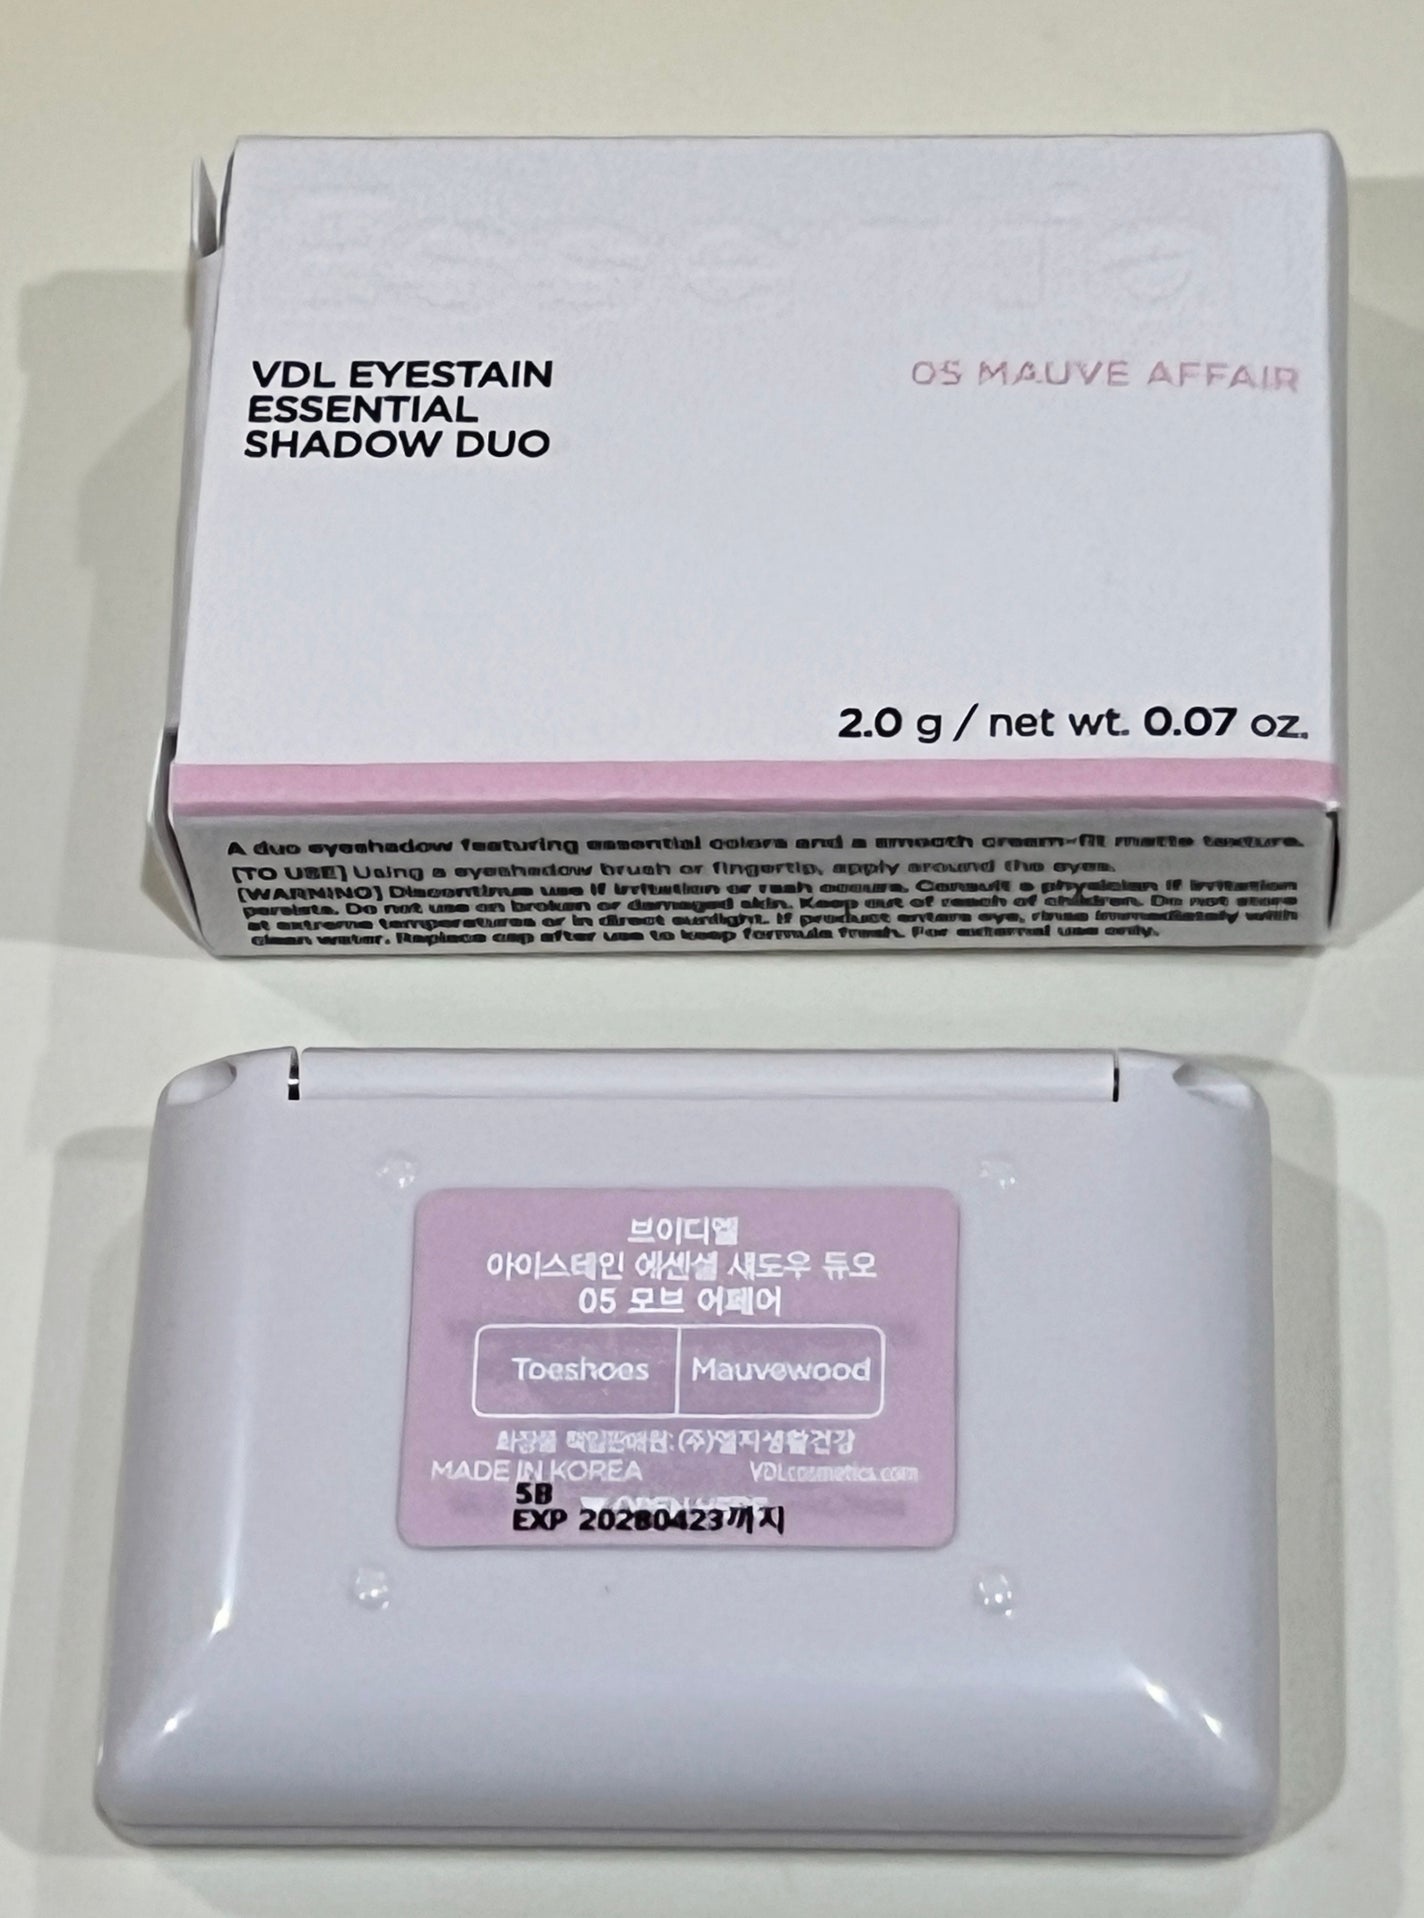 VDL EYESTAIN
ESSENTIAL
SHADOW DUO
05 MAUVE AFFAIR
2.0 g / net wt. 0.07 oz.
A duo eyeshadow featuring essential colors and a smooth cream-fit matte texture.
[TO USE] Using a eyeshadow brush or fingertip, apply around the eyes.
[WARNING] Discontinue use if irritation or rash occurs. Consult a physician if irritation
persists. Do not use on broken or damaged skin. Keep out of reach of children. Do not store
at extreme temperatures or in direct sunlight. If product enters eye, rinse immediately with
clean water. Replace cap after use to keep formula fresh. For external use only.
브이디엘
아이스테인 에센셜 섀도우 듀오
05 모브 어페어
Toeshoes Mauvewood
화장품 책임판매원:(주)엘지생활건강
MADE IN KOREA VDLcosmetics.com
OPEN HERE
5B
EXP 20280423까지